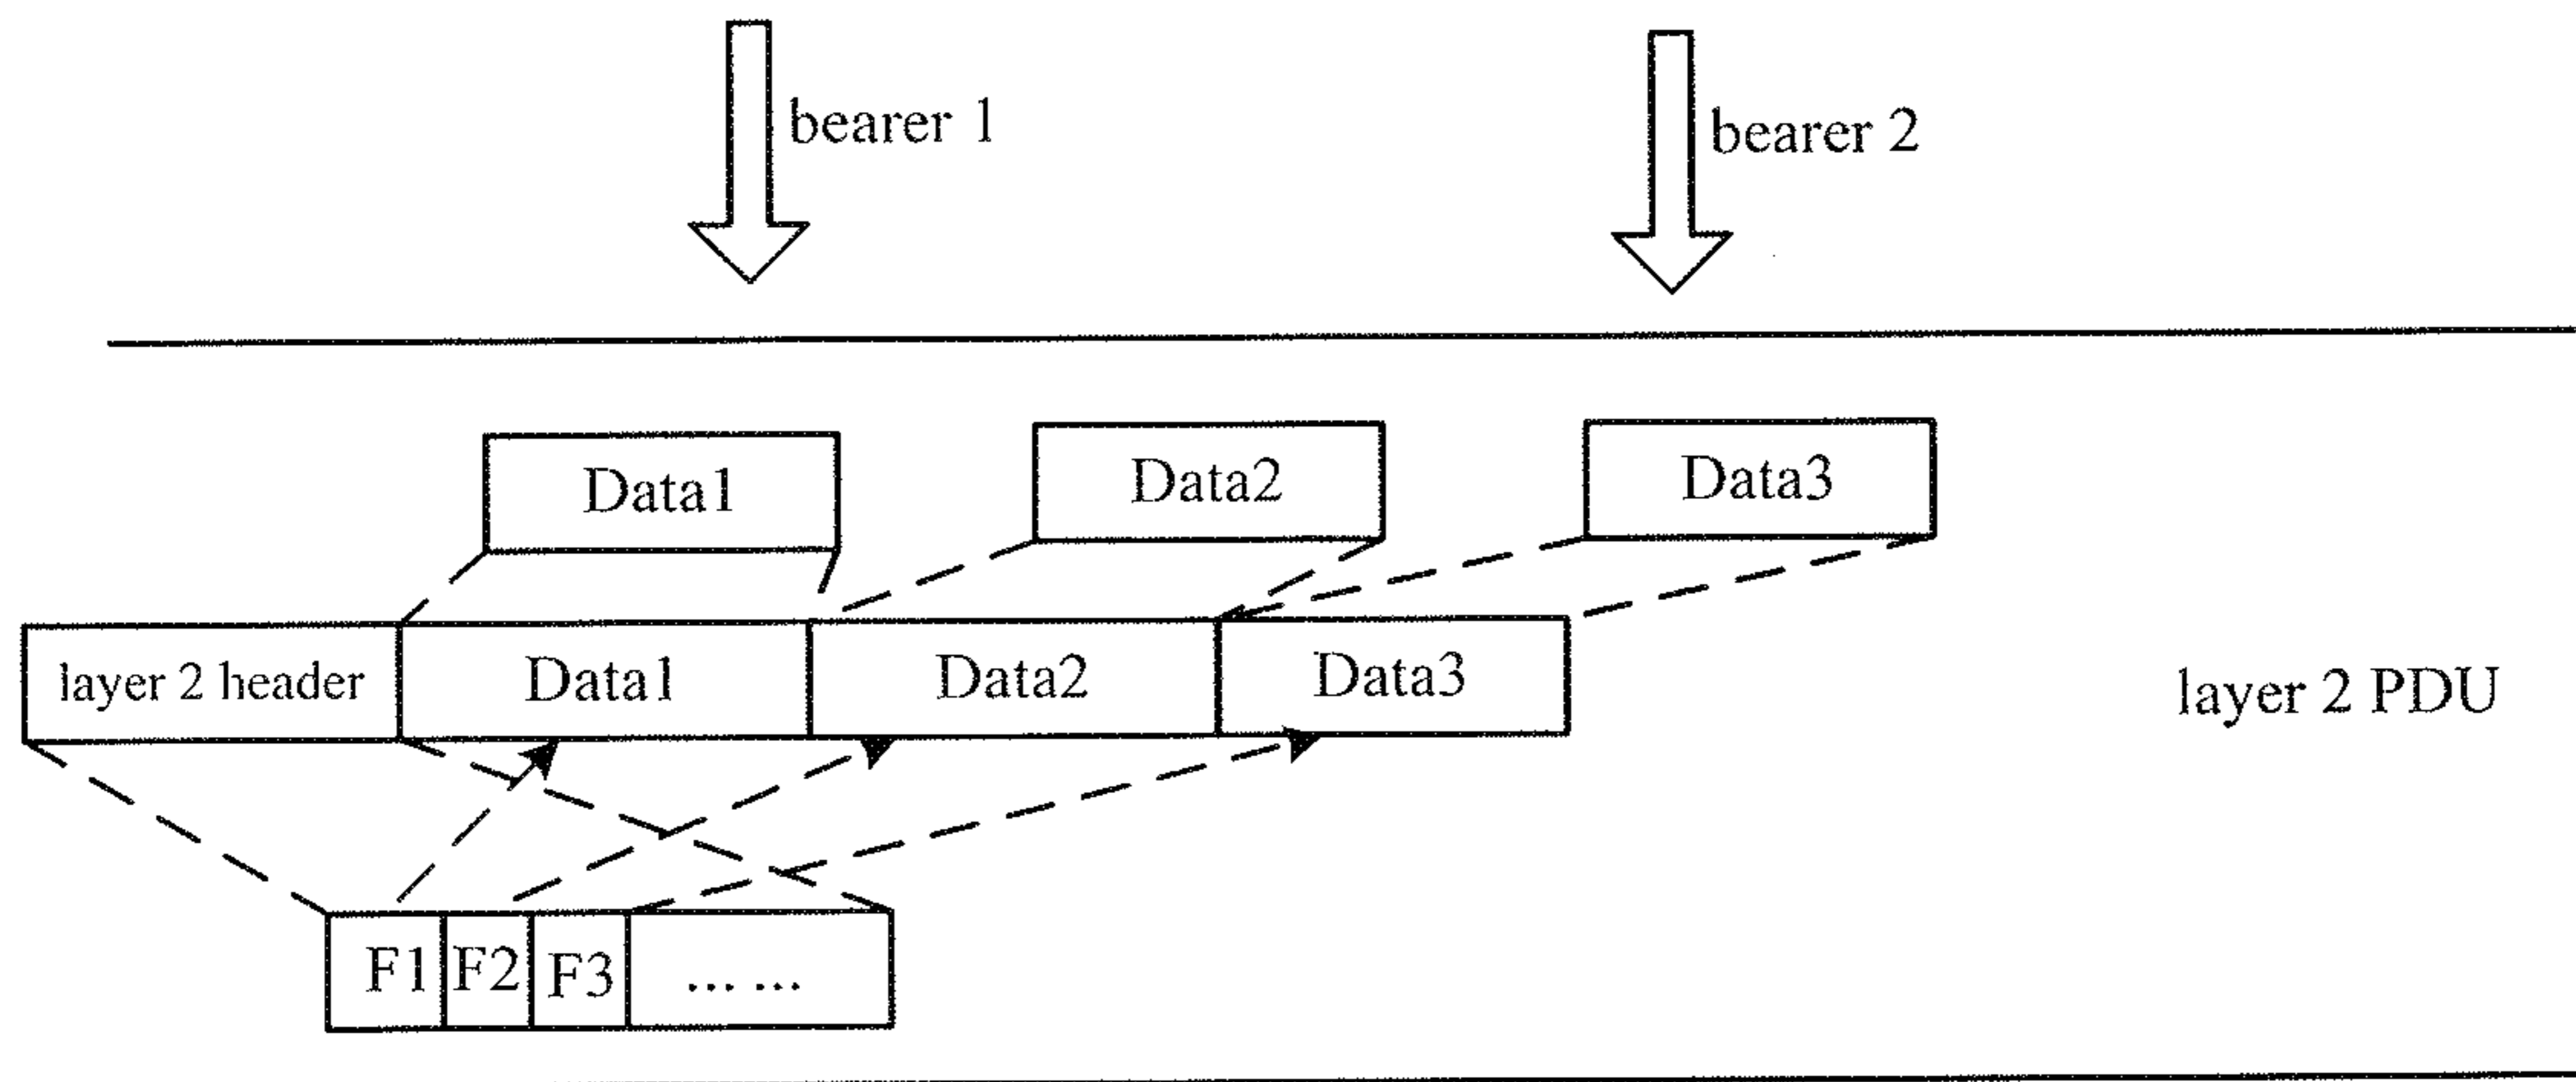 bearer 1
bearer 2
Data1
Data2
Data3
layer 2 header
Data1
Data2
Data3
layer 2 PDU
F1
F2
F3
... ...